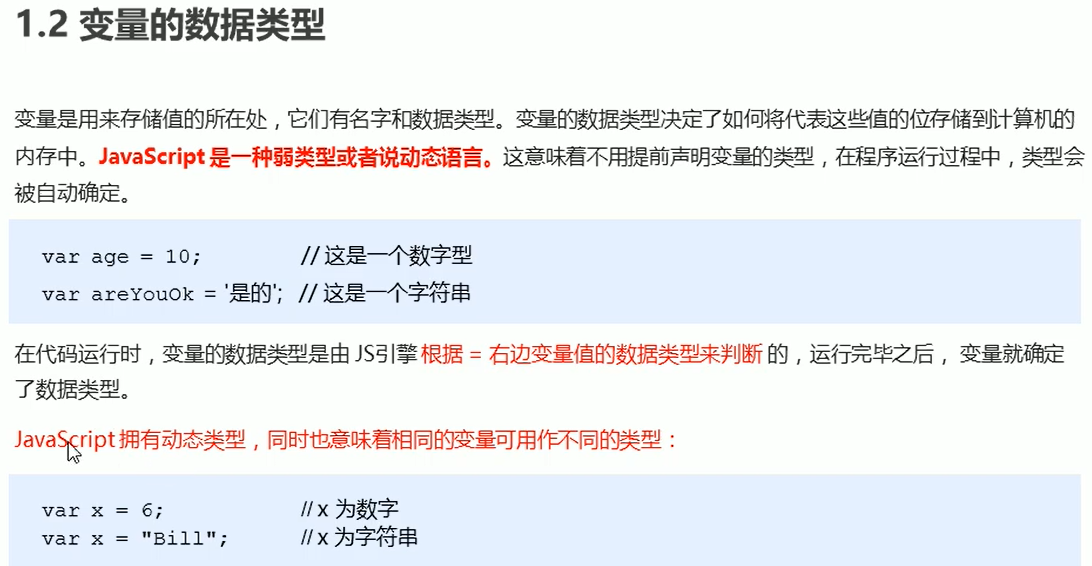 1.2 变量的数据类型
变量是用来存储值的所在处，它们有名字和数据类型。变量的数据类型决定了如何将代表这些值的位存储到计算机的
内存中。JavaScript 是一种弱类型或者说动态语言。这意味着不用提前声明变量的类型，在程序运行过程中，类型会
被自动确定。
var age = 10; // 这是一个数字型
var areYouOk = '是的'; // 这是一个字符串
在代码运行时，变量的数据类型是由 JS引擎 根据 = 右边变量值的数据类型来判断 的，运行完毕之后， 变量就确定
了数据类型。
JavaScript 拥有动态类型，同时也意味着相同的变量可用作不同的类型：
var x = 6; // x 为数字
var x = "Bill"; // x 为字符串